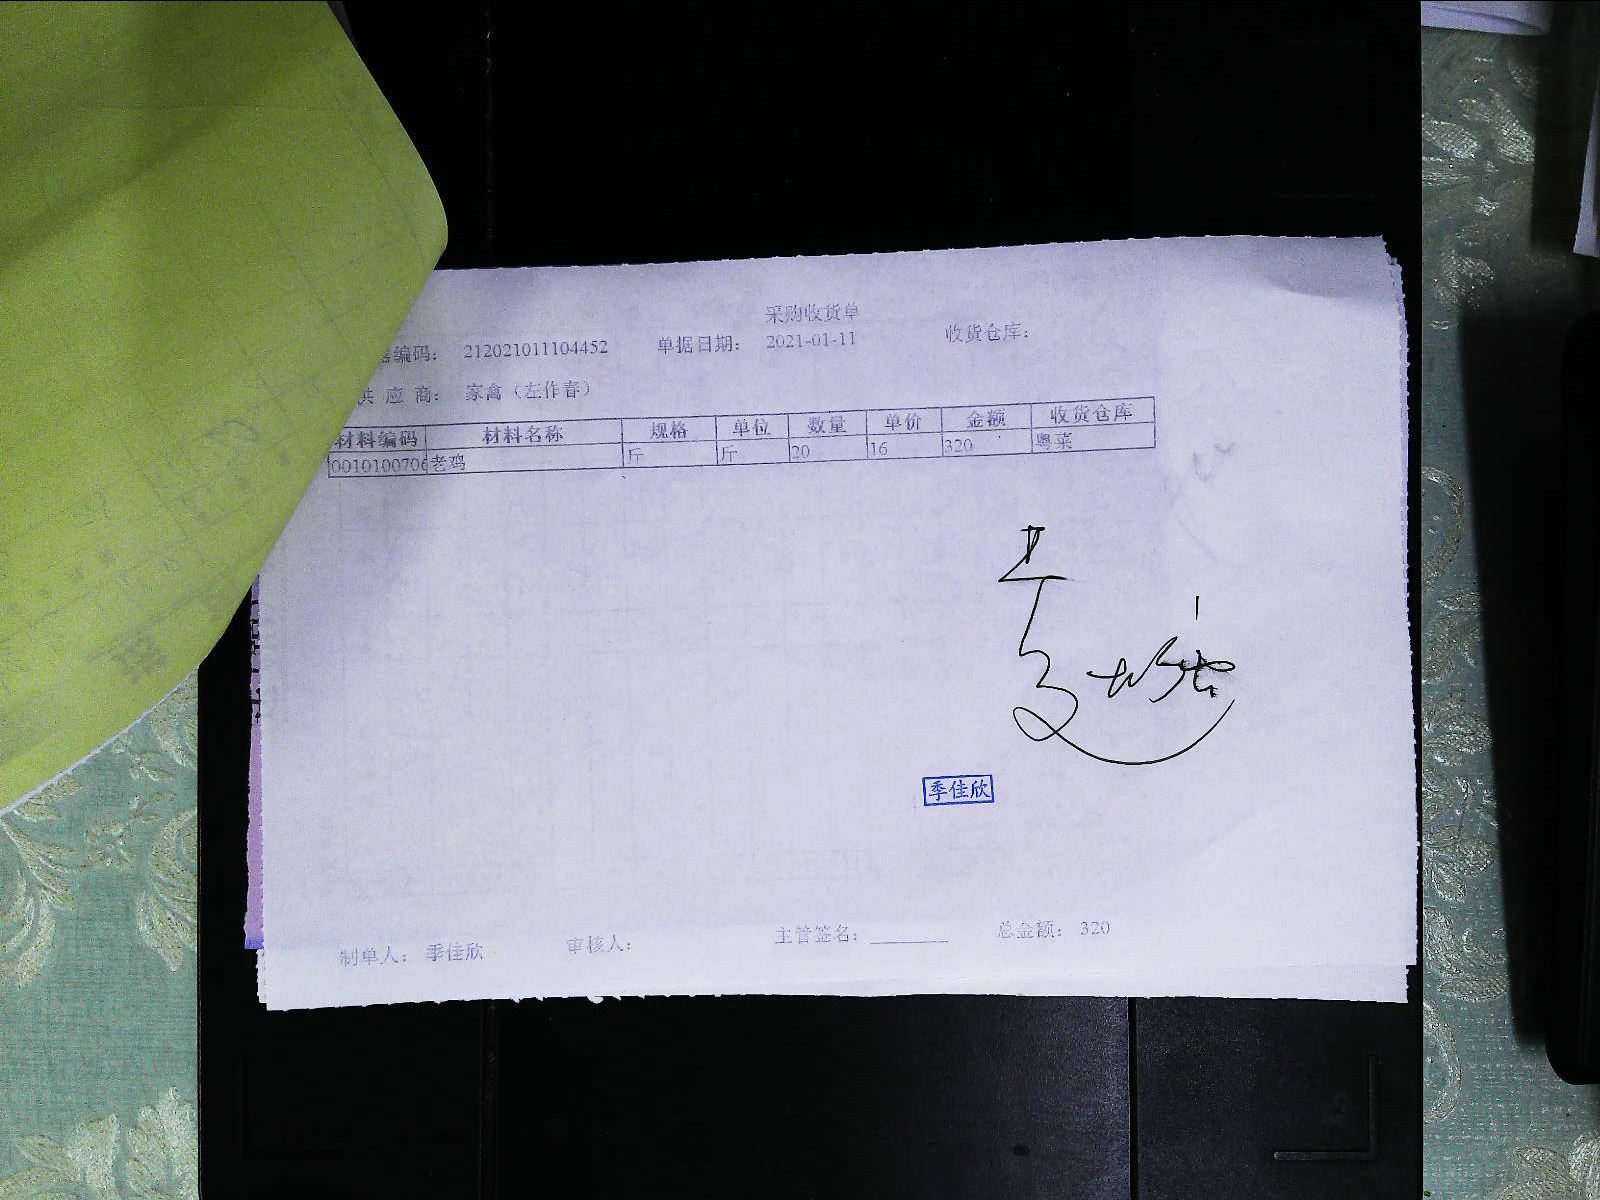 采购收货单
编码： 212021011104452 单据日期： 2021-01-11 收货仓库：
供 应 商： 家禽（左作春）
材料编码 材料名称 规格 单位 数量 单价 金额 收货仓库
0010100706 老鸡 斤 斤 20 16 320 粤菜
季佳欣
制单人： 季佳欣 审核人： 主管签名： 总金额： 320